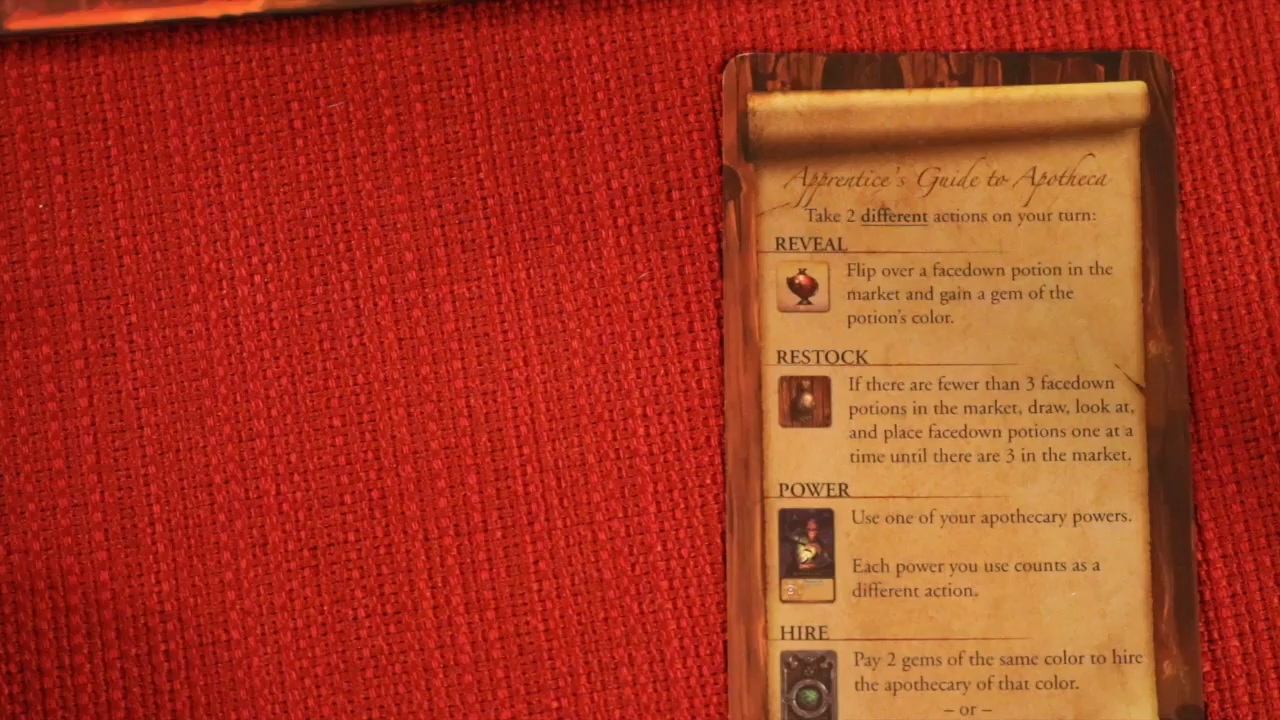 Apprentice's Guide to Apotheca
Take 2 different actions on your turn:
REVEAL
Flip over a facedown potion in the
market and gain a gem of the
potion's color.
RESTOCK
If there are fewer than 3 facedown
potions in the market, draw, look at,
and place facedown potions one at a
time until there are 3 in the market.
POWER
Use one of your apothecary powers.
Each power you use counts as a
different action.
HIRE
Pay 2 gems of the same color to hire
the apothecary of that color.
– or –